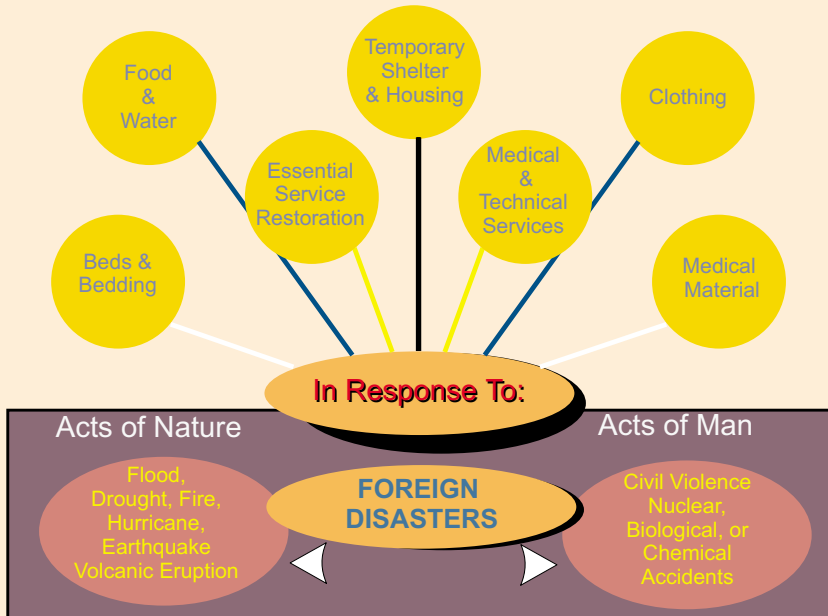 Temporary
Shelter
& Housing
Food
&
Water
Clothing
Essential
Service
Restoration
Medical
&
Technical
Services
Beds &
Bedding
Medical
Material
In Response To:
Acts of Nature
Acts of Man
Flood,
Drought, Fire,
Hurricane,
Earthquake
Volcanic Eruption
FOREIGN
DISASTERS
Civil Violence
Nuclear,
Biological, or
Chemical
Accidents